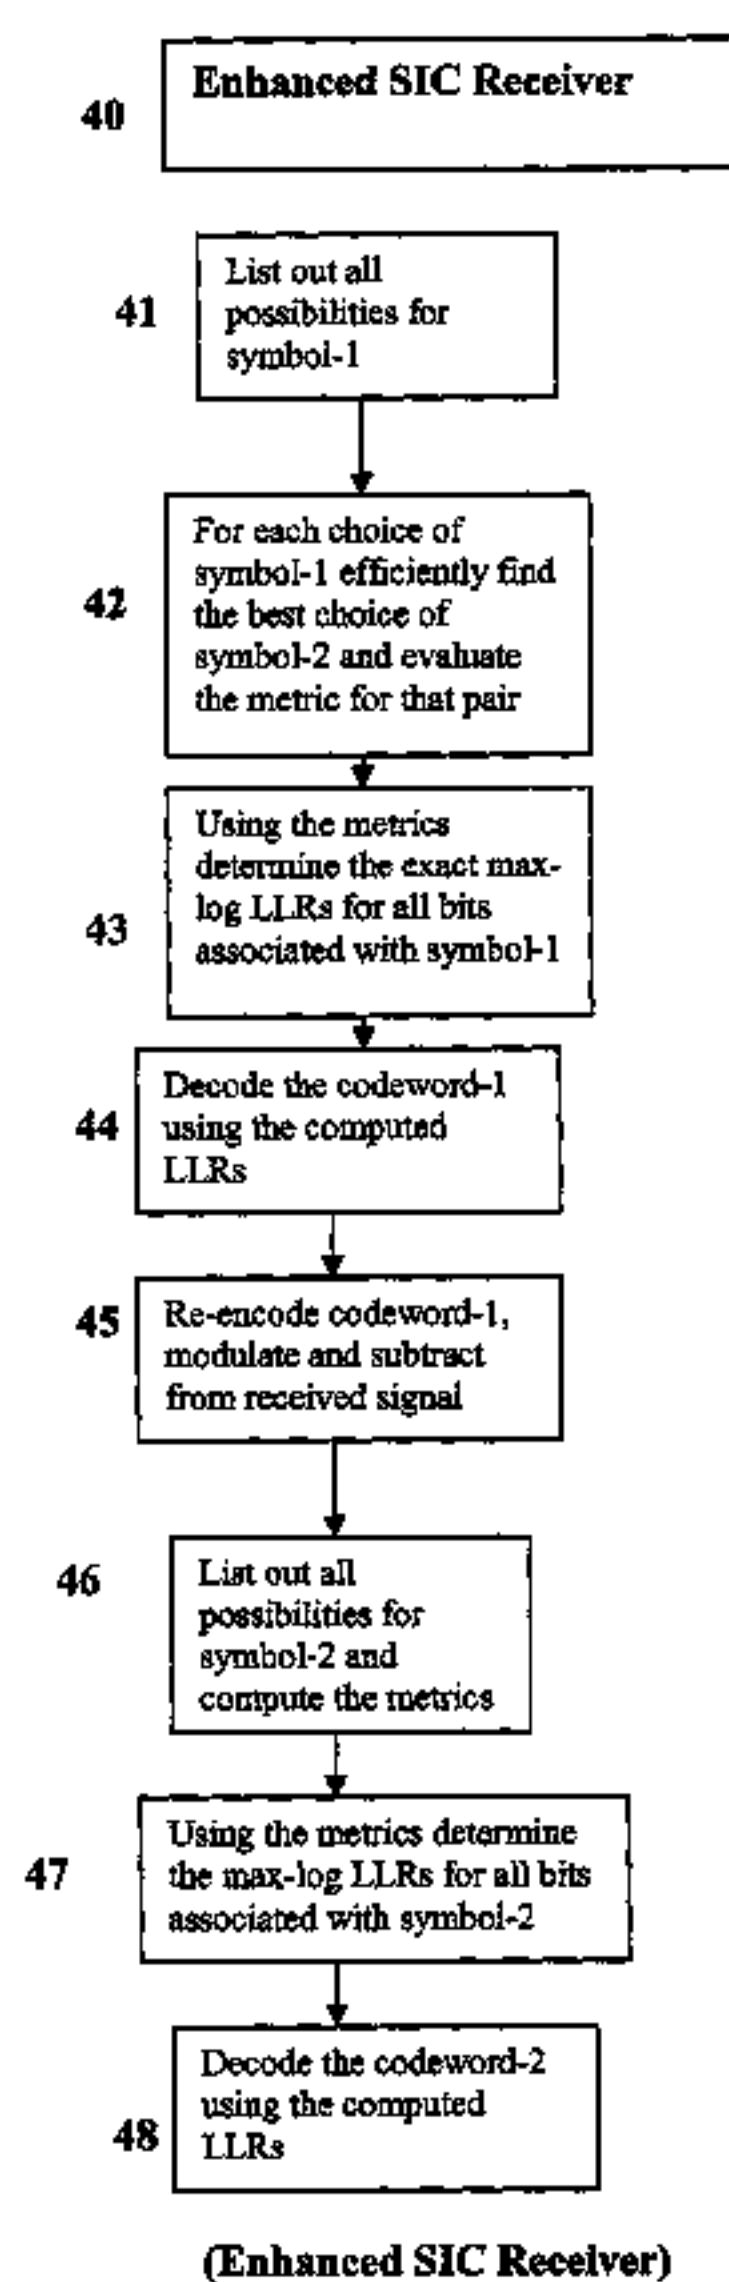 Enhanced SIC Receiver
40
List out all
possibilities for
symbol-1
41
For each choice of
symbol-1 efficiently find
the best choice of
symbol-2 and evaluate
the metric for that pair
42
Using the metrics
determine the exact max-
log LLRs for all bits
associated with symbol-1
43
Decode the codeword-1
using the computed
LLRs
44
Re-encode codeword-1,
modulate and subtract
from received signal
45
List out all
possibilities for
symbol-2 and
compute the metrics
46
Using the metrics determine
the max-log LLRs for all bits
associated with symbol-2
47
Decode the codeword-2
using the computed
LLRs
48
(Enhanced SIC Receiver)